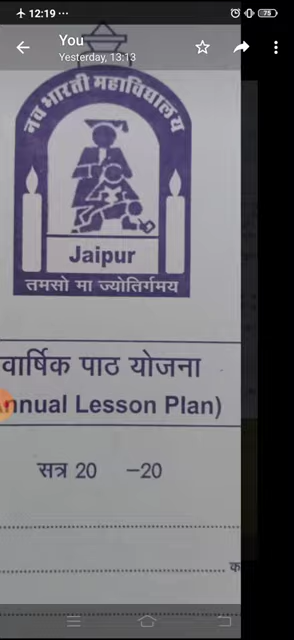 12:19 ...
75
You
Yesterday, 13:13
नव भारती महाविद्यालय
Jaipur
तमसो मा ज्योतिर्गमय
वार्षिक पाठ योजना
nnual Lesson Plan)
सत्र 20 –20